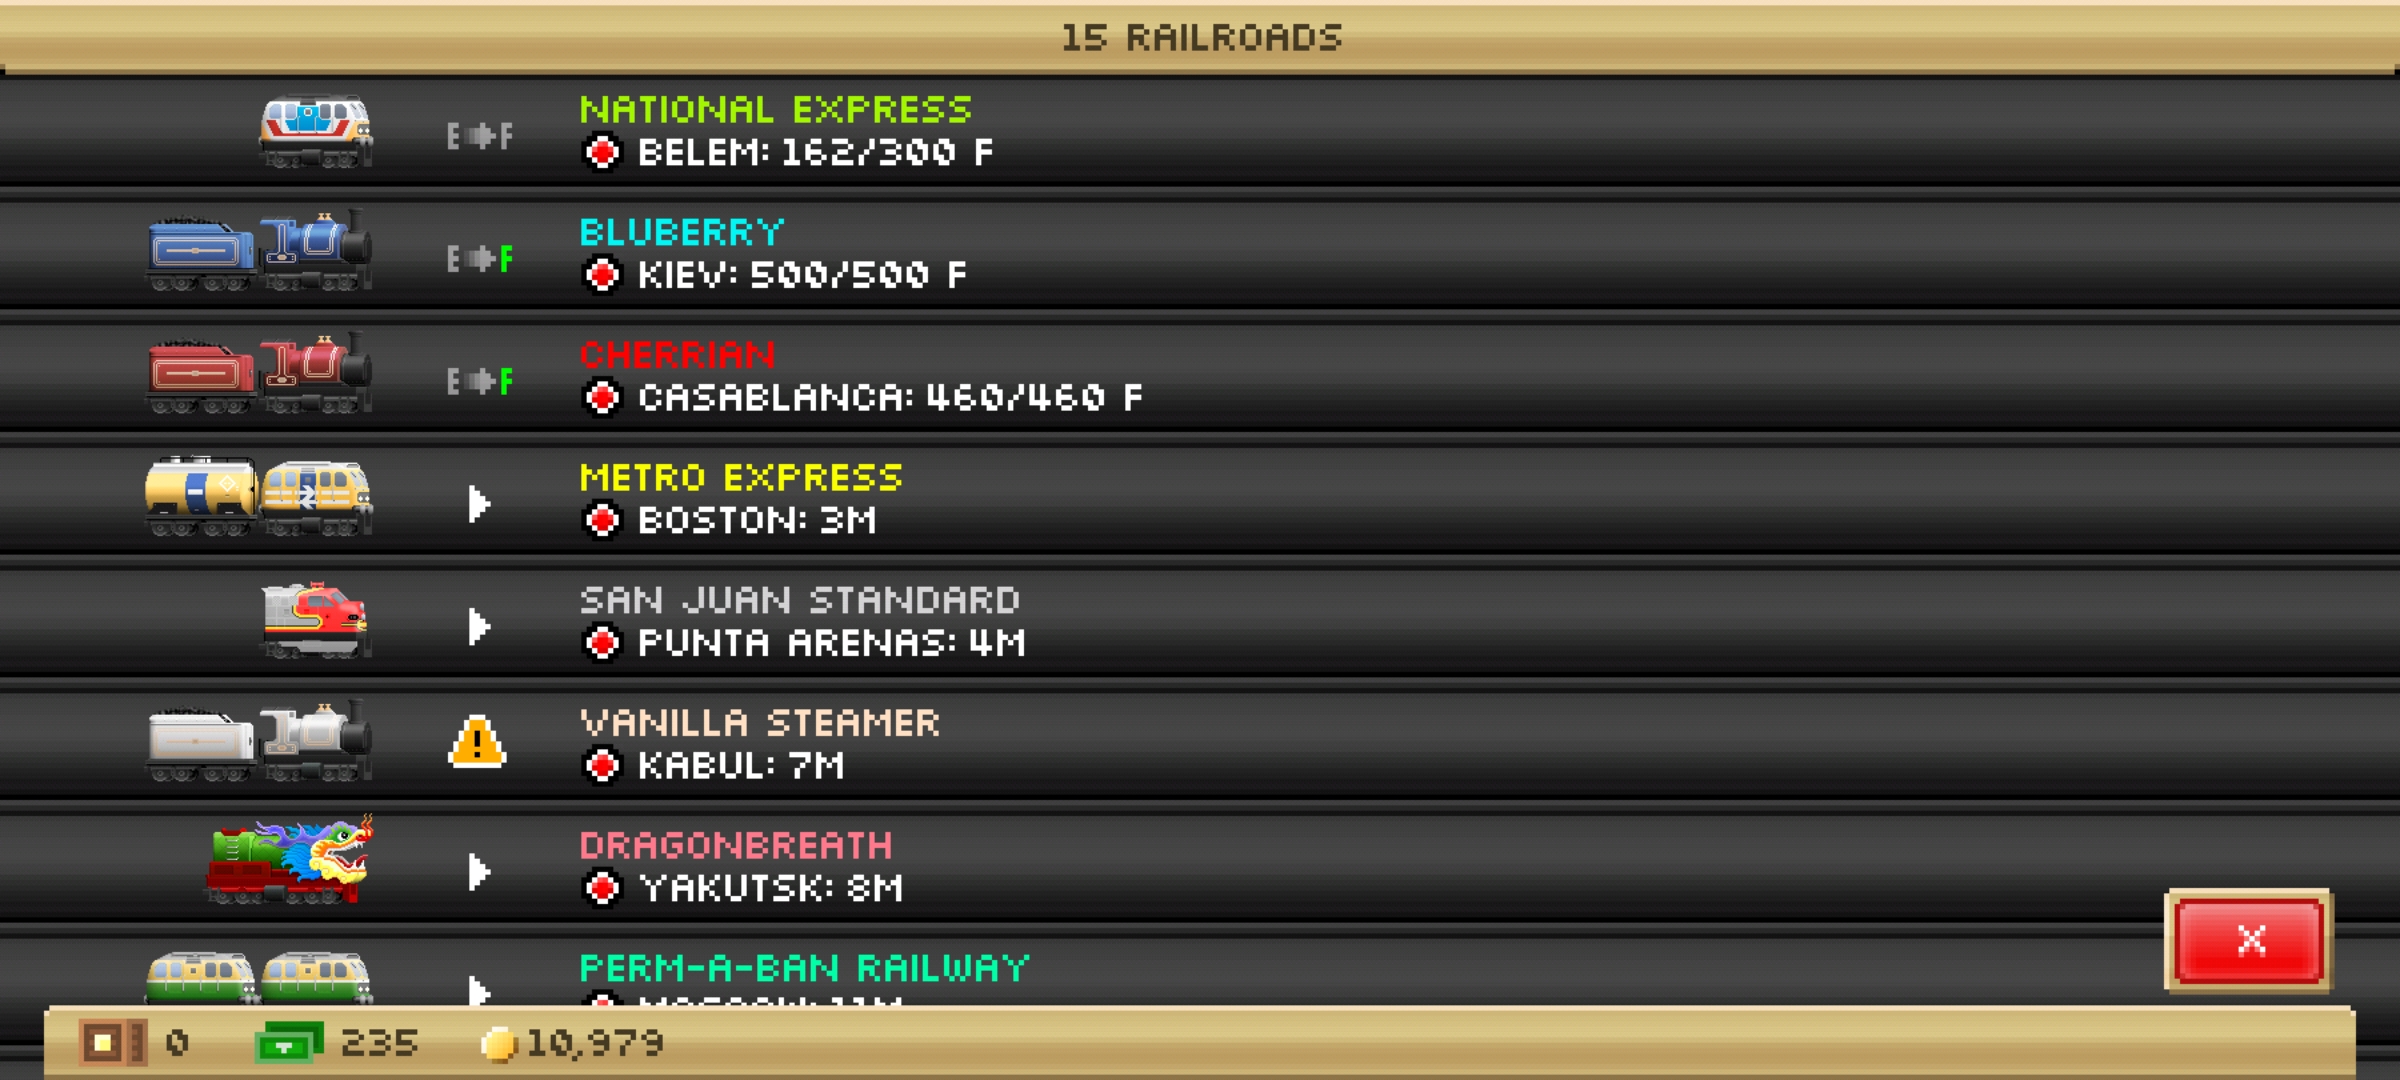 15 RAILROADS
E F
NATIONAL EXPRESS
BELEM: 162/300 F
E F
BLUBERRY
KIEV: 500/500 F
E F
CHERRIAN
CASABLANCA: 460/460 F
METRO EXPRESS
BOSTON: 3M
SAN JUAN STANDARD
PUNTA ARENAS: 4M
!
VANILLA STEAMER
KABUL: 7M
DRAGONBREATH
YAKUTSK: 8M
PERM-A-BAN RAILWAY
X
0 235 10,979